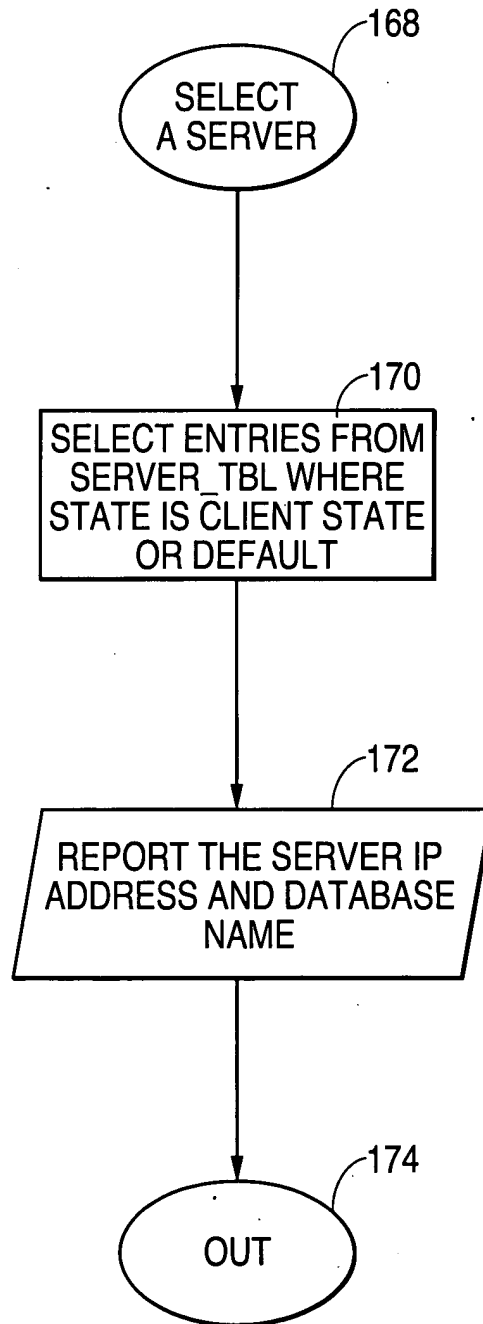 168
SELECT
A SERVER
170
SELECT ENTRIES FROM
SERVER_TBL WHERE
STATE IS CLIENT STATE
OR DEFAULT
172
REPORT THE SERVER IP
ADDRESS AND DATABASE
NAME
174
OUT